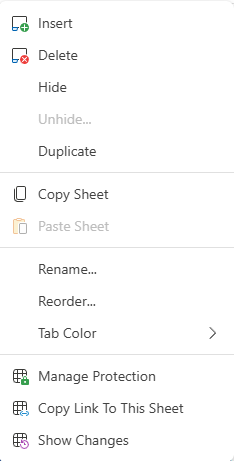 Insert
Delete
Hide
Unhide...
Duplicate
Copy Sheet
Paste Sheet
Rename...
Reorder...
Tab Color
Manage Protection
Copy Link To This Sheet
Show Changes